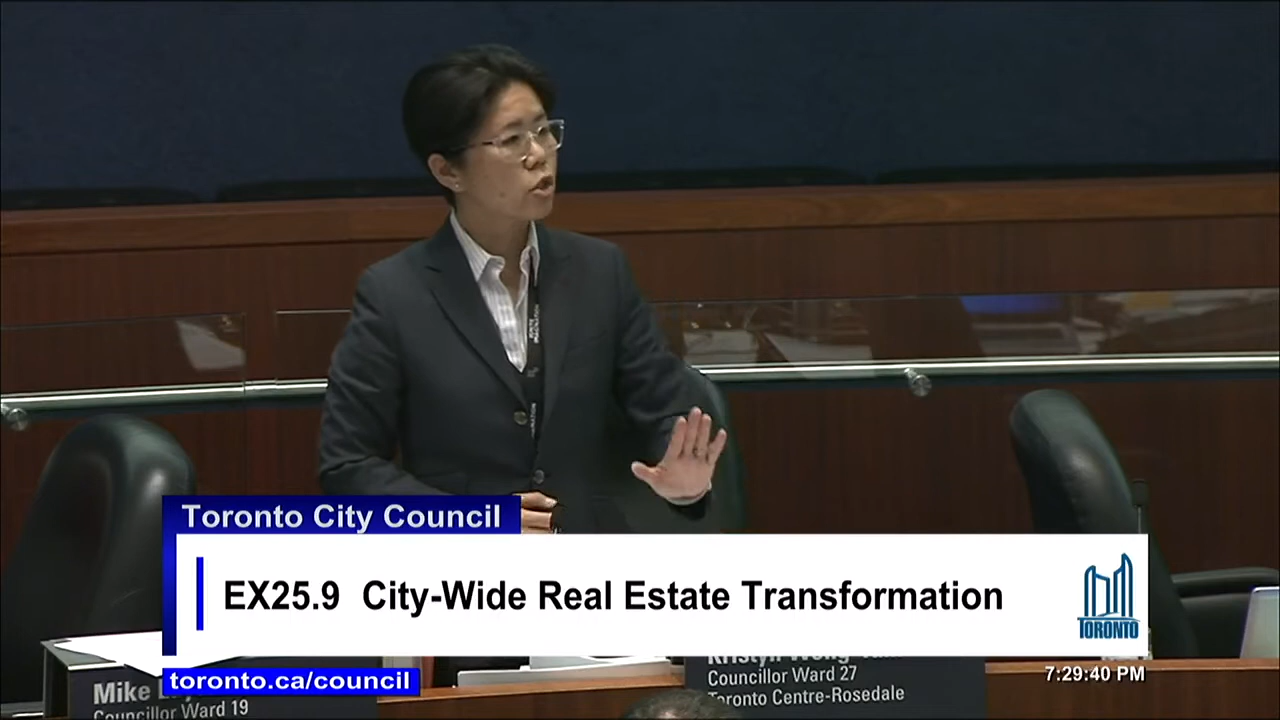 Toronto City Council
EX25.9 City-Wide Real Estate Transformation
TORONTO
toronto.ca/council
7:29:40 PM
Mike
Councillor Ward 19
Councillor Ward 27
Toronto Centre-Rosedale